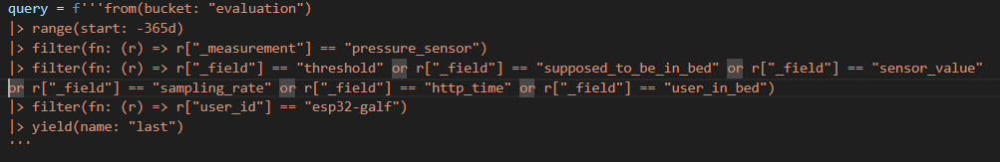 query = f'''from(bucket: "evaluation")
|> range(start: -365d)
|> filter(fn: (r) => r["_measurement"] == "pressure_sensor")
|> filter(fn: (r) => r["_field"] == "threshold" or r["_field"] == "supposed_to_be_in_bed" or r["_field"] == "sensor_value"
or r["_field"] == "sampling_rate" or r["_field"] == "http_time" or r["_field"] == "user_in_bed")
|> filter(fn: (r) => r["user_id"] == "esp32-galf")
|> yield(name: "last")
'''